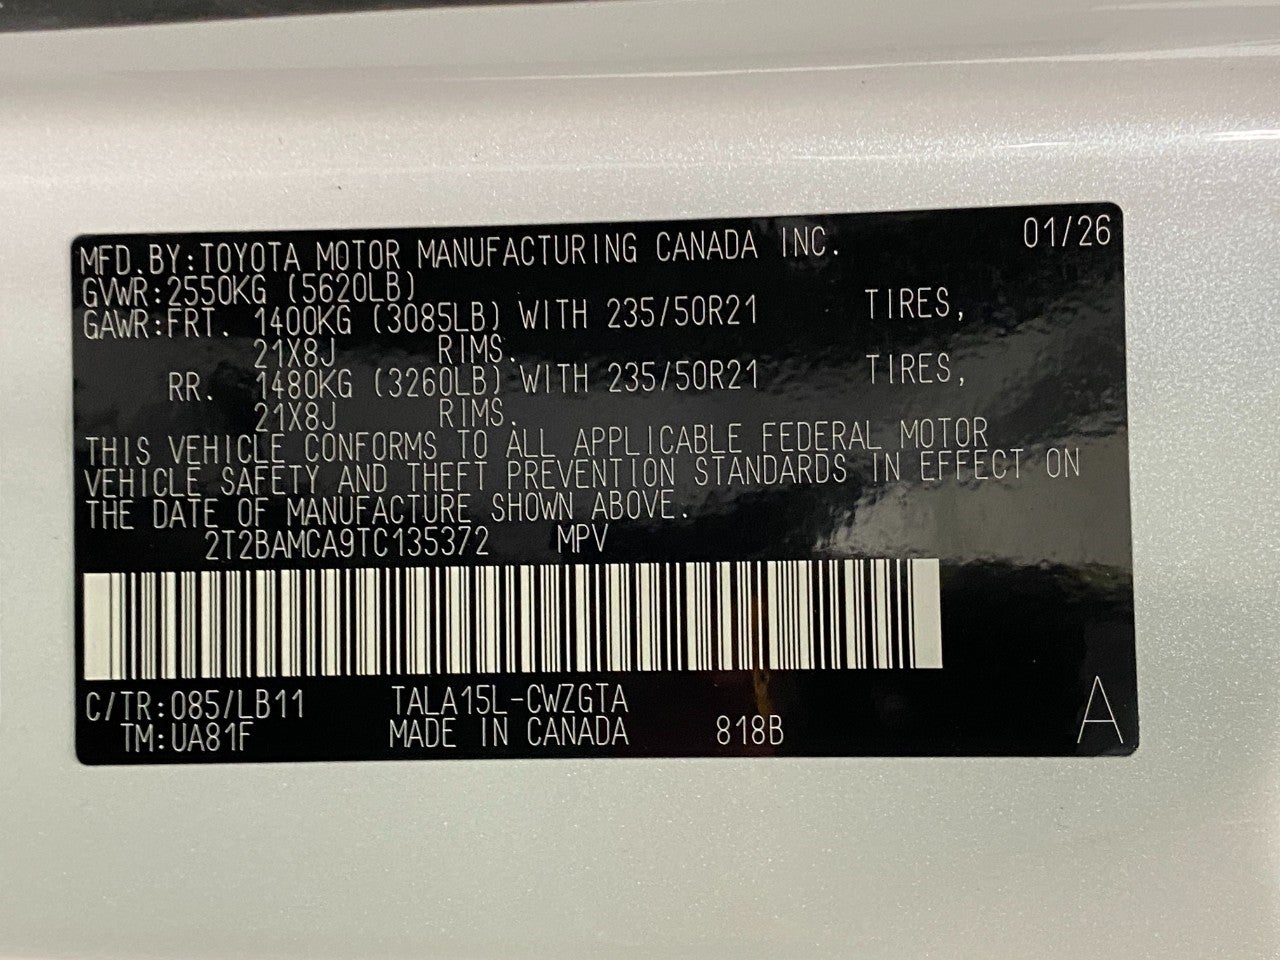 MFD.BY:TOYOTA MOTOR MANUFACTURING CANADA INC. 01/26
GVWR:2550KG (5620LB)
GAWR:FRT. 1400KG (3085LB) WITH 235/50R21 TIRES,
21X8J RIMS.
RR. 1480KG (3260LB) WITH 235/50R21 TIRES,
21X8J RIMS.
THIS VEHICLE CONFORMS TO ALL APPLICABLE FEDERAL MOTOR
VEHICLE SAFETY AND THEFT PREVENTION STANDARDS IN EFFECT ON
THE DATE OF MANUFACTURE SHOWN ABOVE.
2T2BAMCA9TC135372 MPV
C/TR:085/LB11 TALA15L-CWZGTA
TM:UA81F MADE IN CANADA 818B A